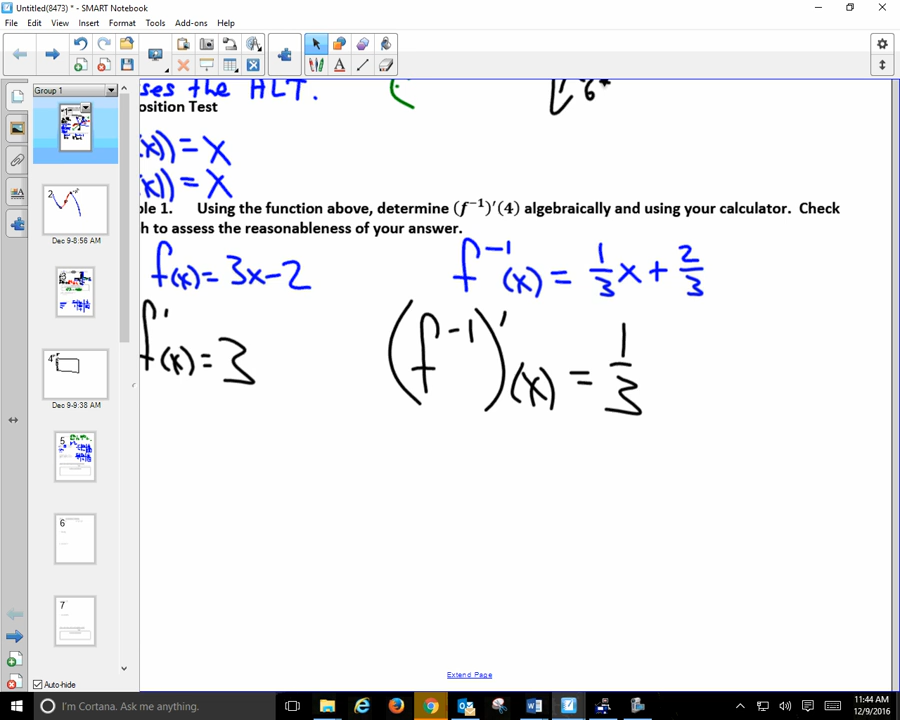 Untitled(8473) * - SMART Notebook
File Edit View Insert Format Tools Add-ons Help
Group 1
ses the HLT.
osition Test
(x)) = x
(x)) = x
ple 1. Using the function above, determine (f⁻¹)′(4) algebraically and using your calculator. Check
h to assess the reasonableness of your answer.
f(x) = 3x-2 f⁻¹(x) = 1/3 x + 2/3
f'(x) = 3 (f⁻¹)'(x) = 1/3
2
Dec 9-8:56 AM
4
Dec 9-9:38 AM
5
6
7
Extend Page
Auto-hide
I'm Cortana. Ask me anything.
11:44 AM
12/9/2016